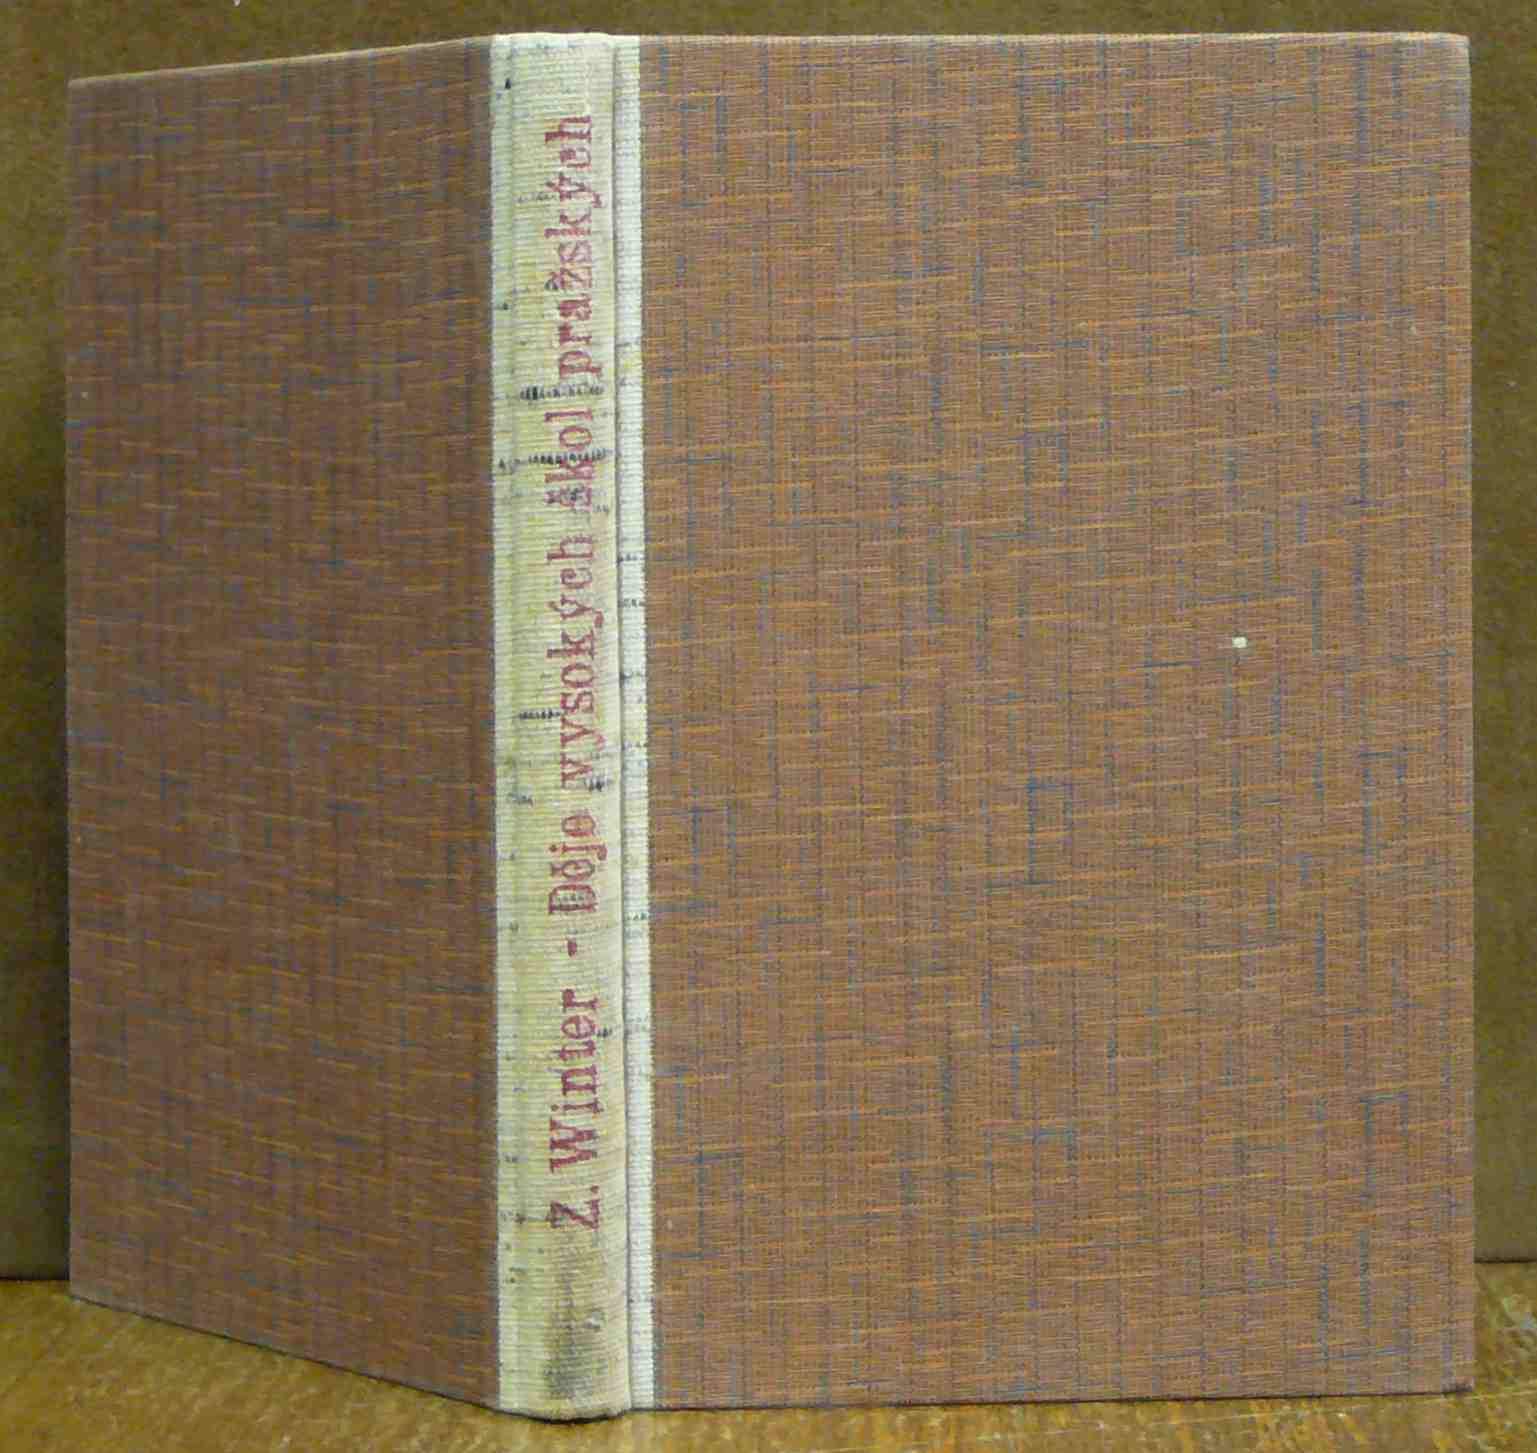 Z. Winter - Děje vysokých škol pražských